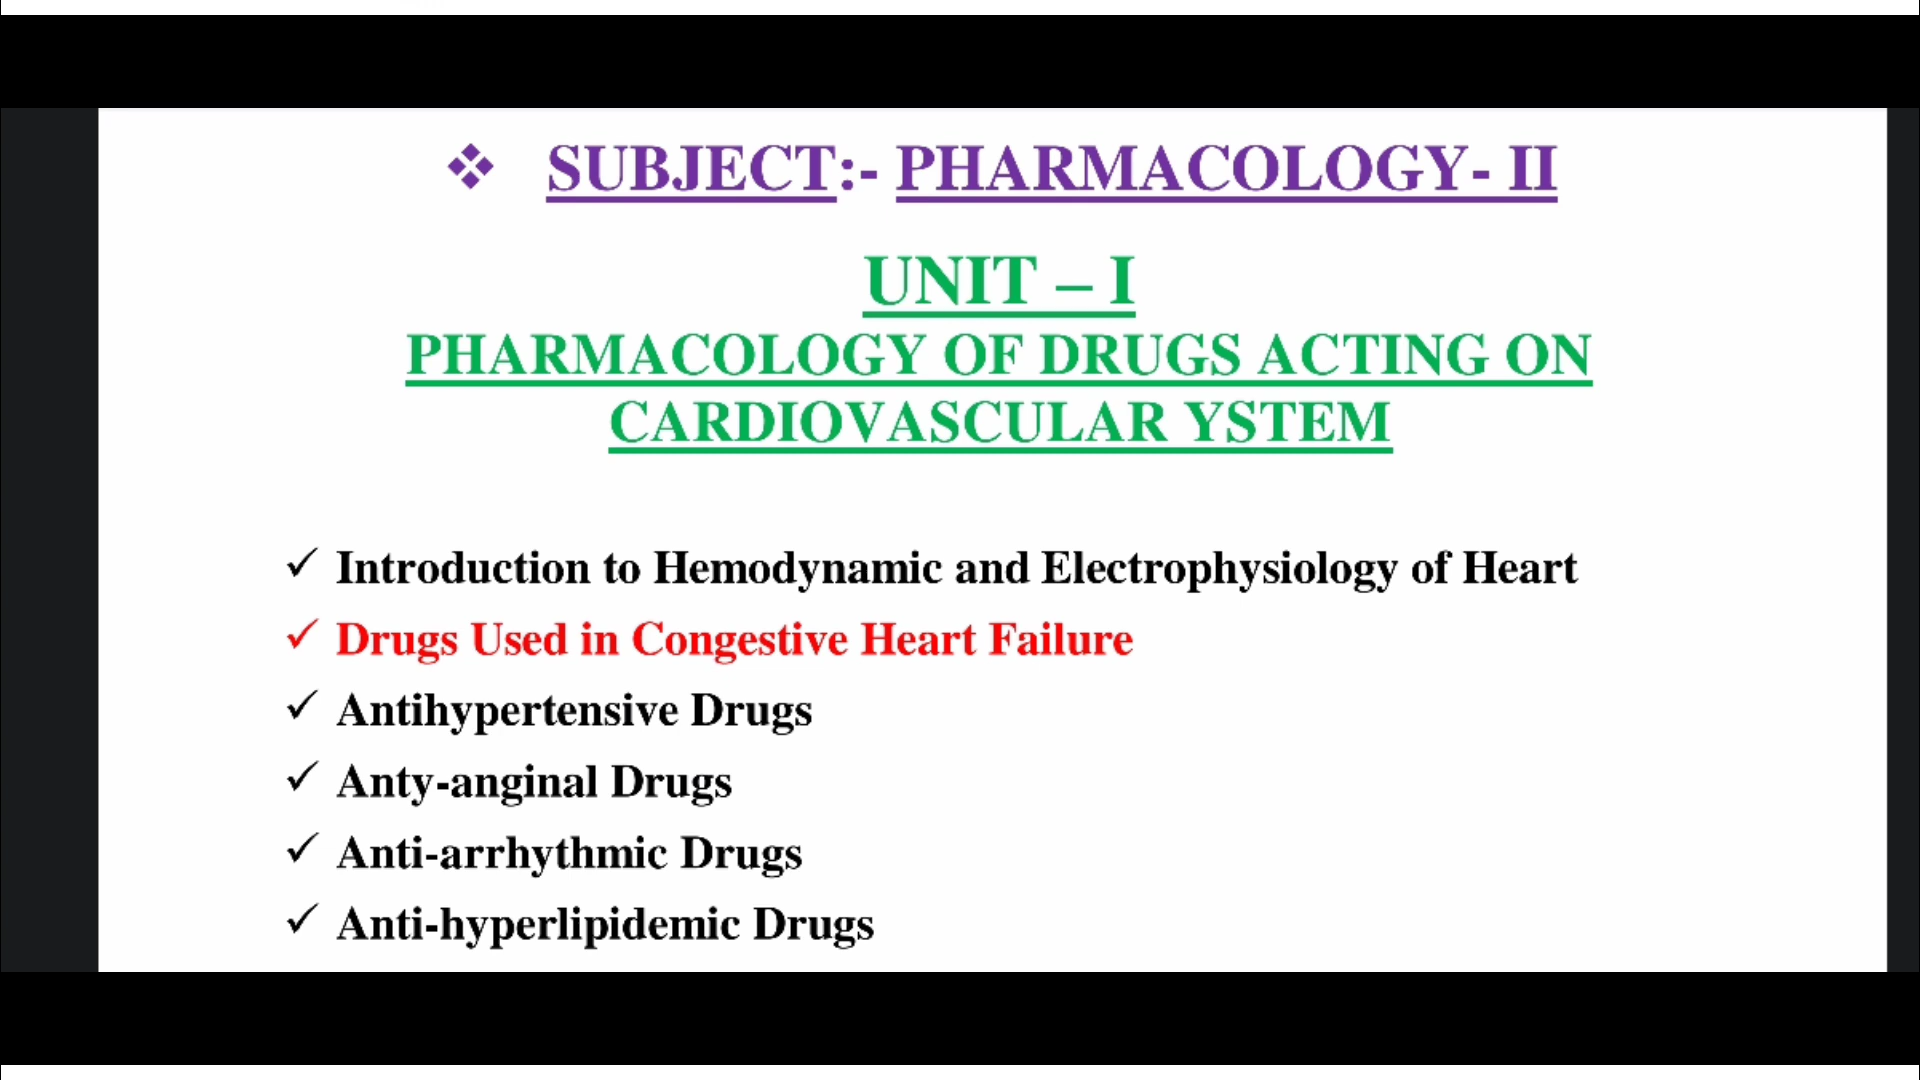 ❖ SUBJECT:- PHARMACOLOGY- II
UNIT – I
PHARMACOLOGY OF DRUGS ACTING ON
CARDIOVASCULAR YSTEM
✓ Introduction to Hemodynamic and Electrophysiology of Heart
✓ Drugs Used in Congestive Heart Failure
✓ Antihypertensive Drugs
✓ Anty-anginal Drugs
✓ Anti-arrhythmic Drugs
✓ Anti-hyperlipidemic Drugs